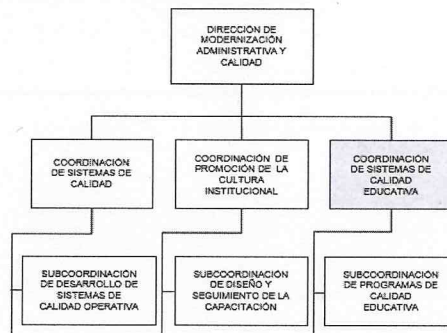 DIRECCIÓN DE
MODERNIZACIÓN
ADMINISTRATIVA Y
CALIDAD
COORDINACIÓN
DE SISTEMAS DE
CALIDAD
COORDINACIÓN DE
PROMOCIÓN DE LA
CULTURA
INSTITUCIONAL
COORDINACIÓN
DE SISTEMAS DE
CALIDAD
EDUCATIVA
SUBCOORDINACIÓN
DE DESARROLLO DE
SISTEMAS DE
CALIDAD OPERATIVA
SUBCOORDINACIÓN
DE DISEÑO Y
SEGUIMIENTO DE LA
CAPACITACIÓN
SUBCOORDINACIÓN
DE PROGRAMAS DE
CALIDAD
EDUCATIVA